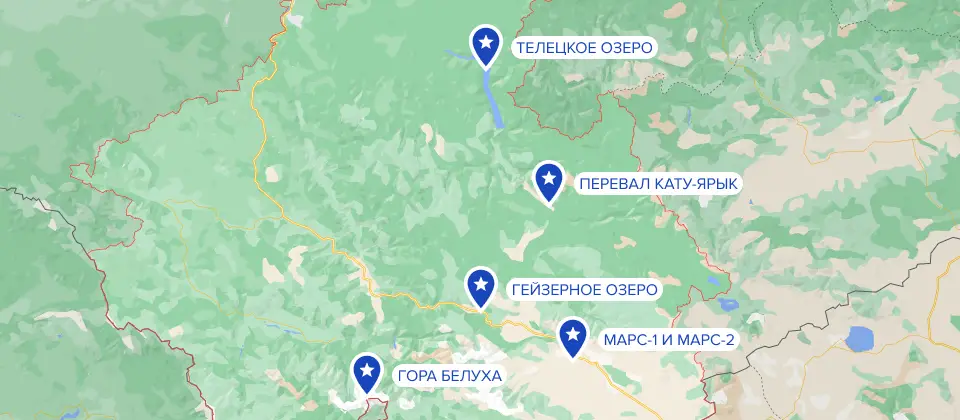 ТЕЛЕЦКОЕ ОЗЕРО
ПЕРЕВАЛ КАТУ-ЯРЫК
ГЕЙЗЕРНОЕ ОЗЕРО
МАРС-1 И МАРС-2
ГОРА БЕЛУХА